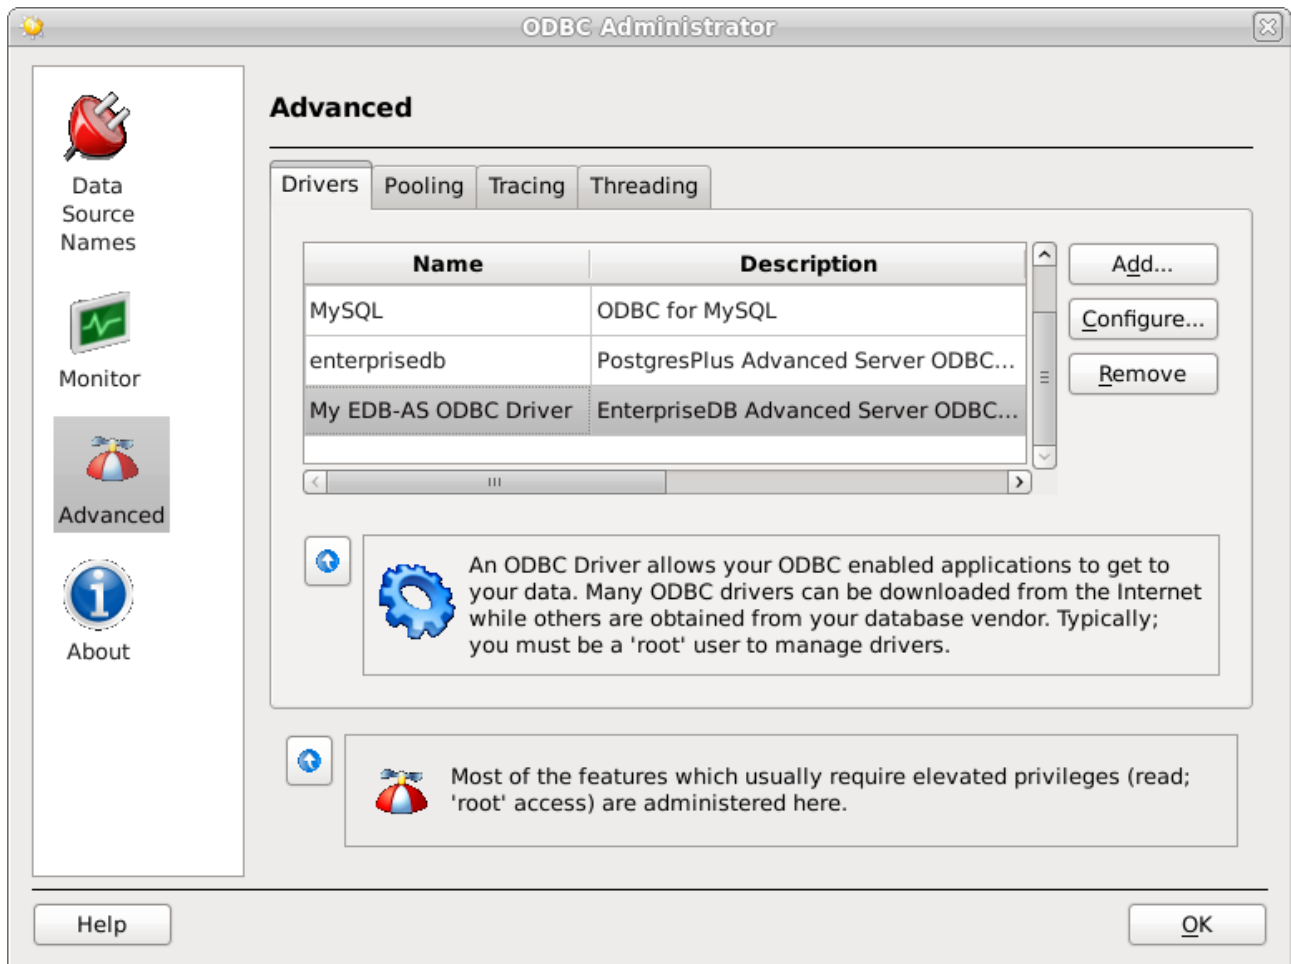 ODBC Administrator
Data
Source
Names
Monitor
Advanced
About
Advanced
Drivers Pooling Tracing Threading
Name Description
MySQL ODBC for MySQL
enterprisedb PostgresPlus Advanced Server ODBC...
My EDB-AS ODBC Driver EnterpriseDB Advanced Server ODBC...
Add...
Configure...
Remove
An ODBC Driver allows your ODBC enabled applications to get to
your data. Many ODBC drivers can be downloaded from the Internet
while others are obtained from your database vendor. Typically;
you must be a 'root' user to manage drivers.
Most of the features which usually require elevated privileges (read;
'root' access) are administered here.
Help OK